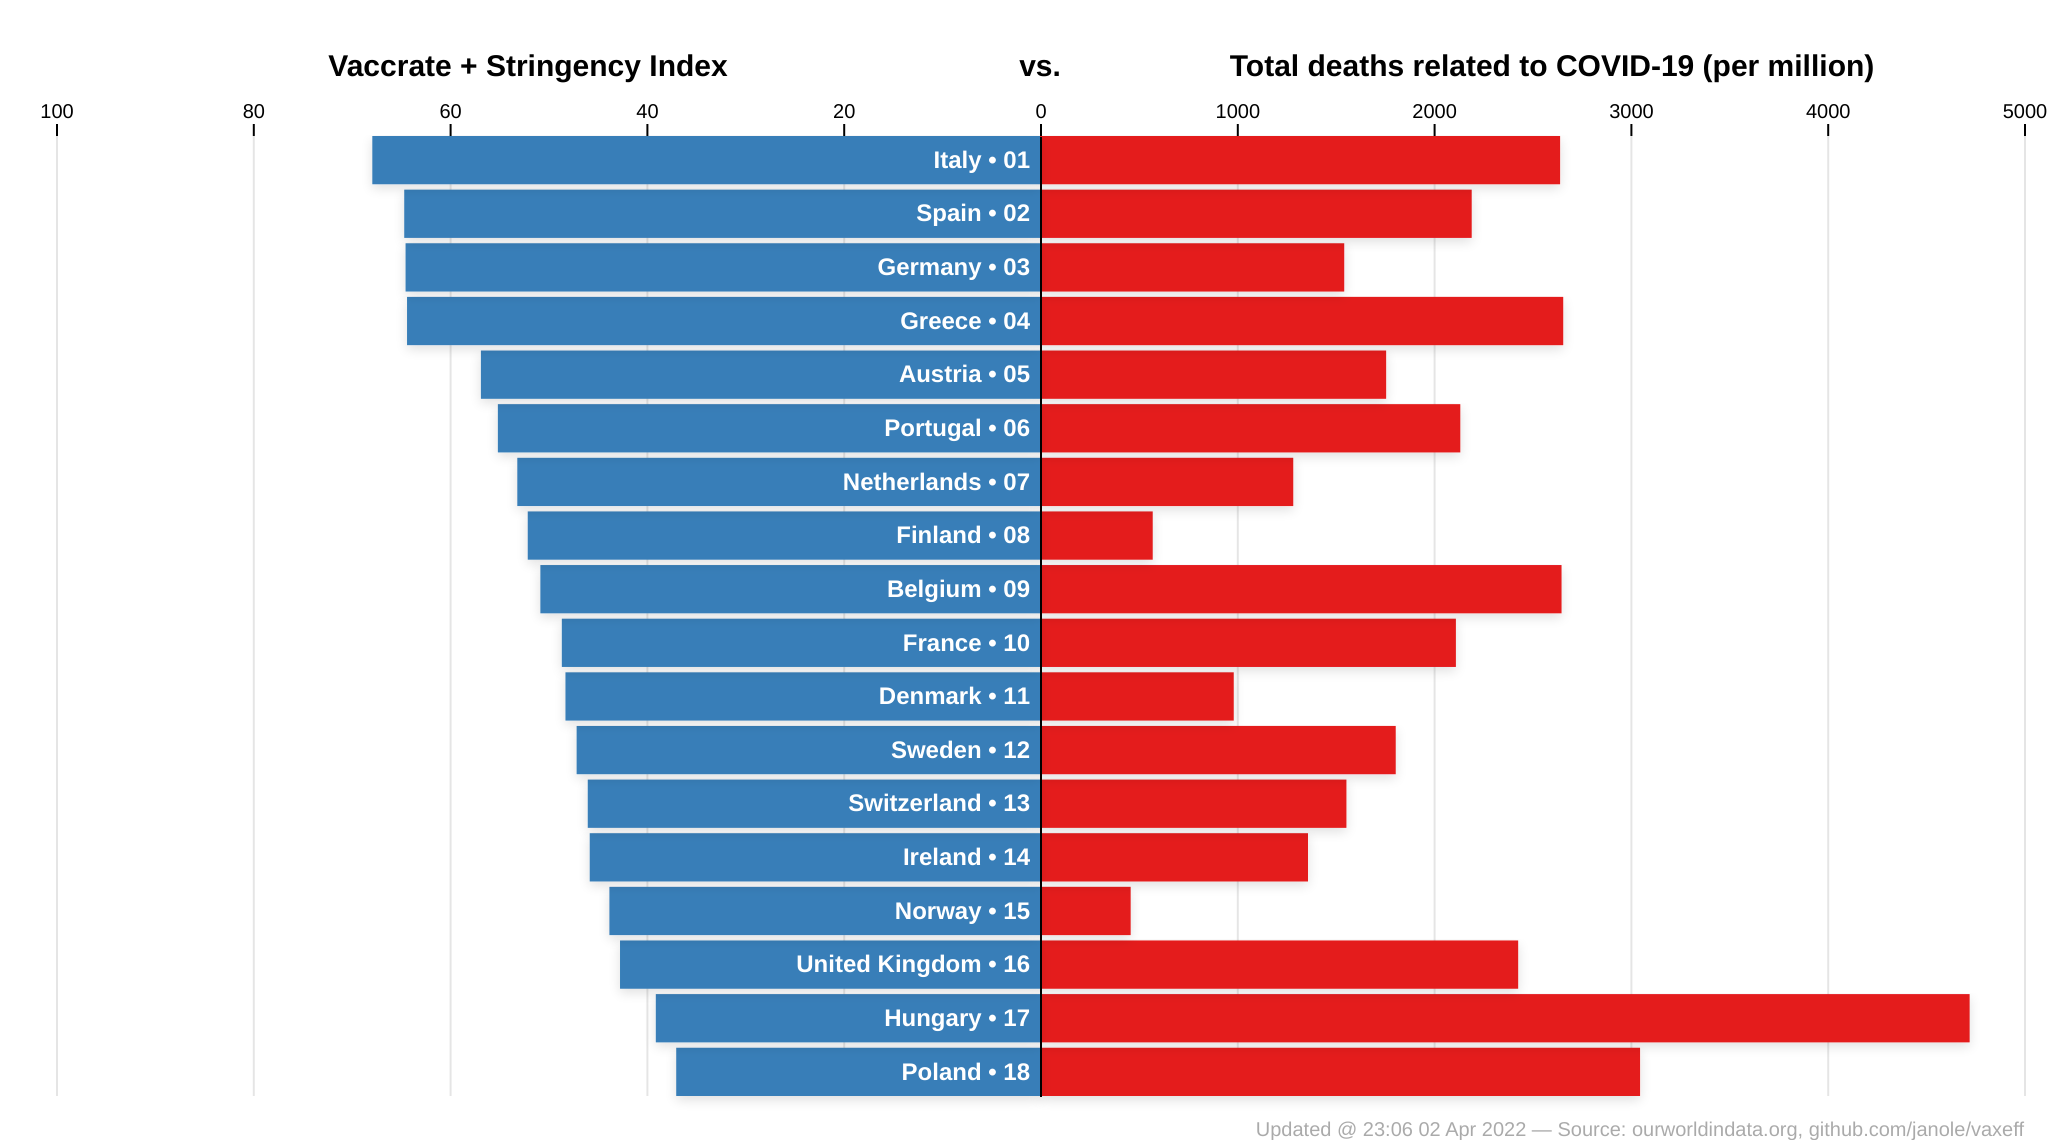 Vaccrate + Stringency Index vs. Total deaths related to COVID-19 (per million)
100 80 60 40 20 0 1000 2000 3000 4000 5000
Italy • 01
Spain • 02
Germany • 03
Greece • 04
Austria • 05
Portugal • 06
Netherlands • 07
Finland • 08
Belgium • 09
France • 10
Denmark • 11
Sweden • 12
Switzerland • 13
Ireland • 14
Norway • 15
United Kingdom • 16
Hungary • 17
Poland • 18
Updated @ 23:06 02 Apr 2022 — Source: ourworldindata.org, github.com/janole/vaxeff